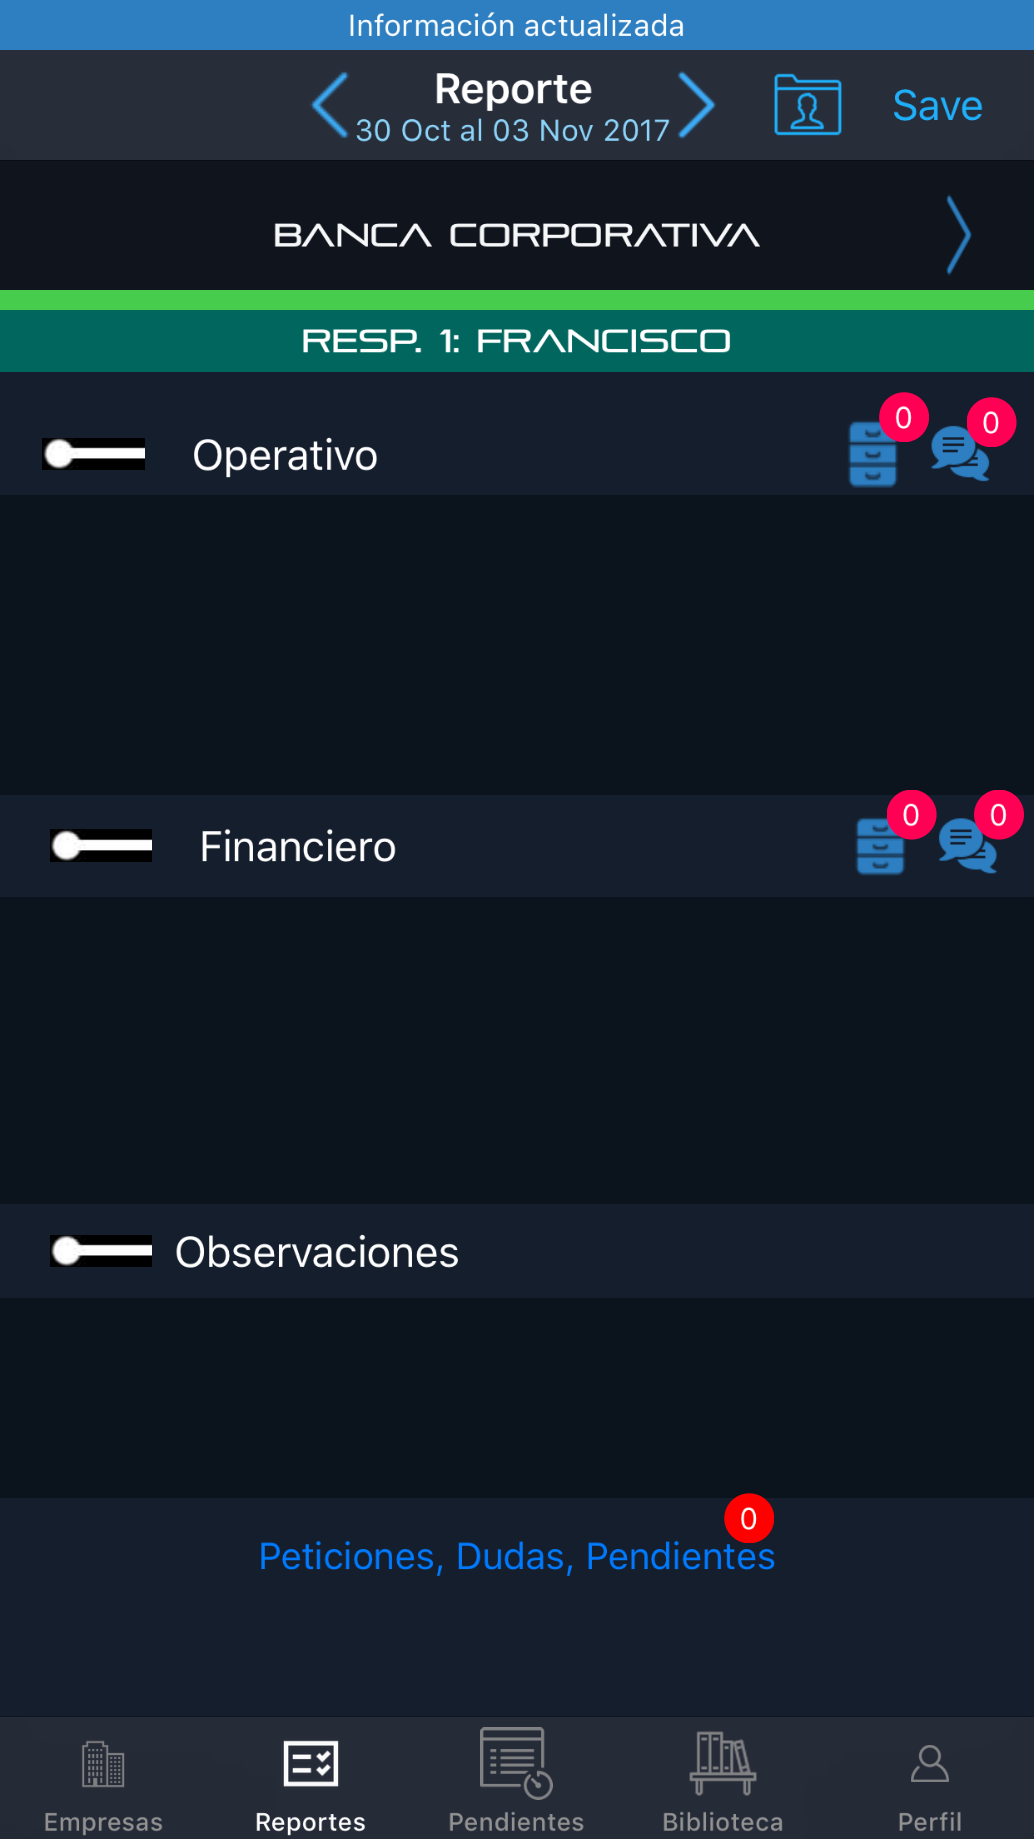 Información actualizada
Reporte
30 Oct al 03 Nov 2017
Save
BANCA CORPORATIVA
RESP. 1: FRANCISCO
Operativo
0
0
Financiero
0
0
Observaciones
0
Peticiones, Dudas, Pendientes
Empresas
Reportes
Pendientes
Biblioteca
Perfil